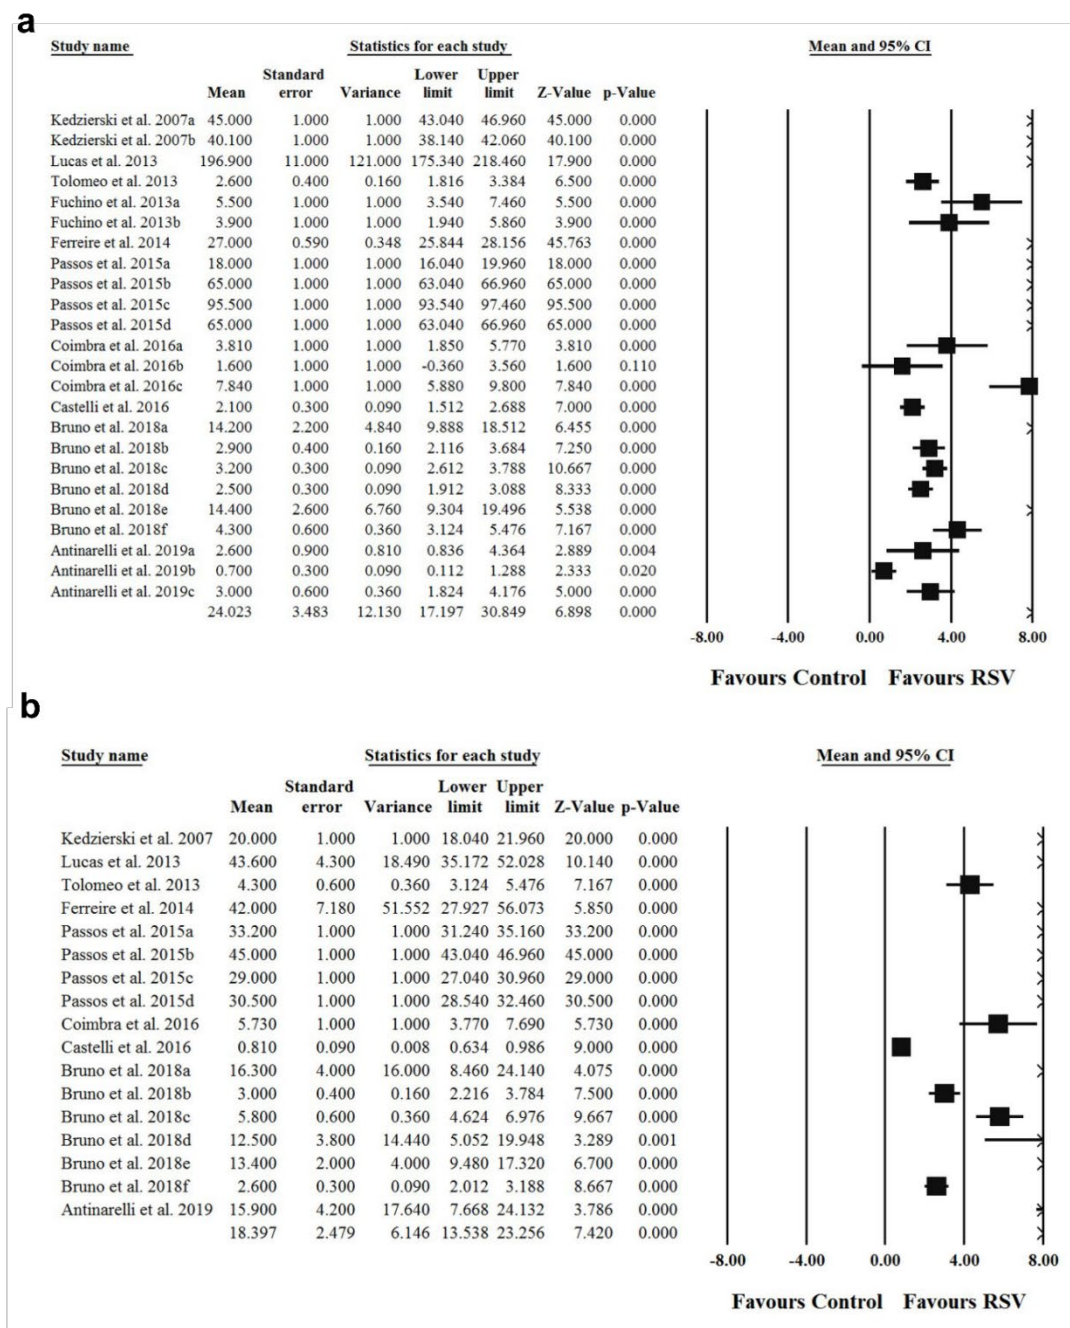 a
Study name Statistics for each study Mean and 95% CI
Standard Lower Upper
Mean error Variance limit limit Z-Value p-Value
Kedzierski et al. 2007a 45.000 1.000 1.000 43.040 46.960 45.000 0.000
Kedzierski et al. 2007b 40.100 1.000 1.000 38.140 42.060 40.100 0.000
Lucas et al. 2013 196.900 11.000 121.000 175.340 218.460 17.900 0.000
Tolomeo et al. 2013 2.600 0.400 0.160 1.816 3.384 6.500 0.000
Fuchino et al. 2013a 5.500 1.000 1.000 3.540 7.460 5.500 0.000
Fuchino et al. 2013b 3.900 1.000 1.000 1.940 5.860 3.900 0.000
Ferreire et al. 2014 27.000 0.590 0.348 25.844 28.156 45.763 0.000
Passos et al. 2015a 18.000 1.000 1.000 16.040 19.960 18.000 0.000
Passos et al. 2015b 65.000 1.000 1.000 63.040 66.960 65.000 0.000
Passos et al. 2015c 95.500 1.000 1.000 93.540 97.460 95.500 0.000
Passos et al. 2015d 65.000 1.000 1.000 63.040 66.960 65.000 0.000
Coimbra et al. 2016a 3.810 1.000 1.000 1.850 5.770 3.810 0.000
Coimbra et al. 2016b 1.600 1.000 1.000 -0.360 3.560 1.600 0.110
Coimbra et al. 2016c 7.840 1.000 1.000 5.880 9.800 7.840 0.000
Castelli et al. 2016 2.100 0.300 0.090 1.512 2.688 7.000 0.000
Bruno et al. 2018a 14.200 2.200 4.840 9.888 18.512 6.455 0.000
Bruno et al. 2018b 2.900 0.400 0.160 2.116 3.684 7.250 0.000
Bruno et al. 2018c 3.200 0.300 0.090 2.612 3.788 10.667 0.000
Bruno et al. 2018d 2.500 0.300 0.090 1.912 3.088 8.333 0.000
Bruno et al. 2018e 14.400 2.600 6.760 9.304 19.496 5.538 0.000
Bruno et al. 2018f 4.300 0.600 0.360 3.124 5.476 7.167 0.000
Antinarelli et al. 2019a 2.600 0.900 0.810 0.836 4.364 2.889 0.004
Antinarelli et al. 2019b 0.700 0.300 0.090 0.112 1.288 2.333 0.020
Antinarelli et al. 2019c 3.000 0.600 0.360 1.824 4.176 5.000 0.000
24.023 3.483 12.130 17.197 30.849 6.898 0.000
-8.00 -4.00 0.00 4.00 8.00
Favours Control Favours RSV
b
Study name Statistics for each study Mean and 95% CI
Standard Lower Upper
Mean error Variance limit limit Z-Value p-Value
Kedzierski et al. 2007 20.000 1.000 1.000 18.040 21.960 20.000 0.000
Lucas et al. 2013 43.600 4.300 18.490 35.172 52.028 10.140 0.000
Tolomeo et al. 2013 4.300 0.600 0.360 3.124 5.476 7.167 0.000
Ferreire et al. 2014 42.000 7.180 51.552 27.927 56.073 5.850 0.000
Passos et al. 2015a 33.200 1.000 1.000 31.240 35.160 33.200 0.000
Passos et al. 2015b 45.000 1.000 1.000 43.040 46.960 45.000 0.000
Passos et al. 2015c 29.000 1.000 1.000 27.040 30.960 29.000 0.000
Passos et al. 2015d 30.500 1.000 1.000 28.540 32.460 30.500 0.000
Coimbra et al. 2016 5.730 1.000 1.000 3.770 7.690 5.730 0.000
Castelli et al. 2016 0.810 0.090 0.008 0.634 0.986 9.000 0.000
Bruno et al. 2018a 16.300 4.000 16.000 8.460 24.140 4.075 0.000
Bruno et al. 2018b 3.000 0.400 0.160 2.216 3.784 7.500 0.000
Bruno et al. 2018c 5.800 0.600 0.360 4.624 6.976 9.667 0.000
Bruno et al. 2018d 12.500 3.800 14.440 5.052 19.948 3.289 0.001
Bruno et al. 2018e 13.400 2.000 4.000 9.480 17.320 6.700 0.000
Bruno et al. 2018f 2.600 0.300 0.090 2.012 3.188 8.667 0.000
Antinarelli et al. 2019 15.900 4.200 17.640 7.668 24.132 3.786 0.000
18.397 2.479 6.146 13.538 23.256 7.420 0.000
-8.00 -4.00 0.00 4.00 8.00
Favours Control Favours RSV